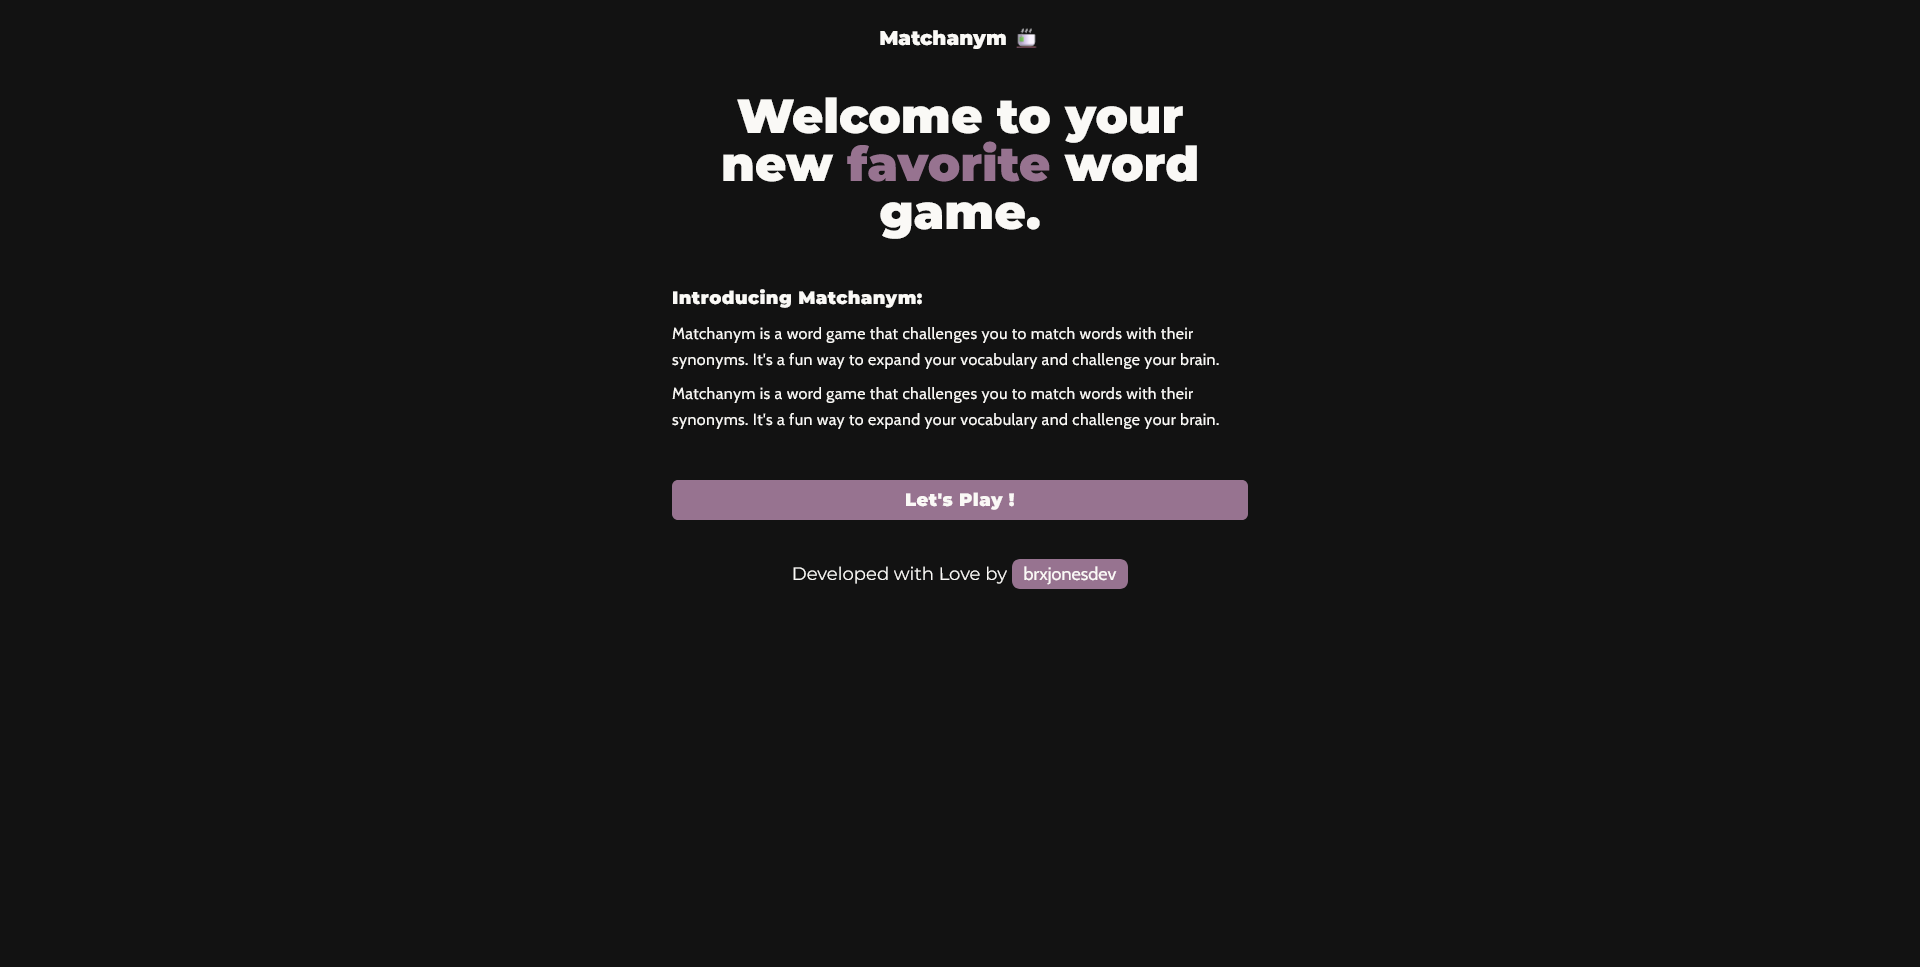 Matchanym
Welcome to your
new favorite word
game.
Introducing Matchanym:
Matchanym is a word game that challenges you to match words with their
synonyms. It's a fun way to expand your vocabulary and challenge your brain.
Matchanym is a word game that challenges you to match words with their
synonyms. It's a fun way to expand your vocabulary and challenge your brain.
Let's Play !
Developed with Love by brxjonesdev